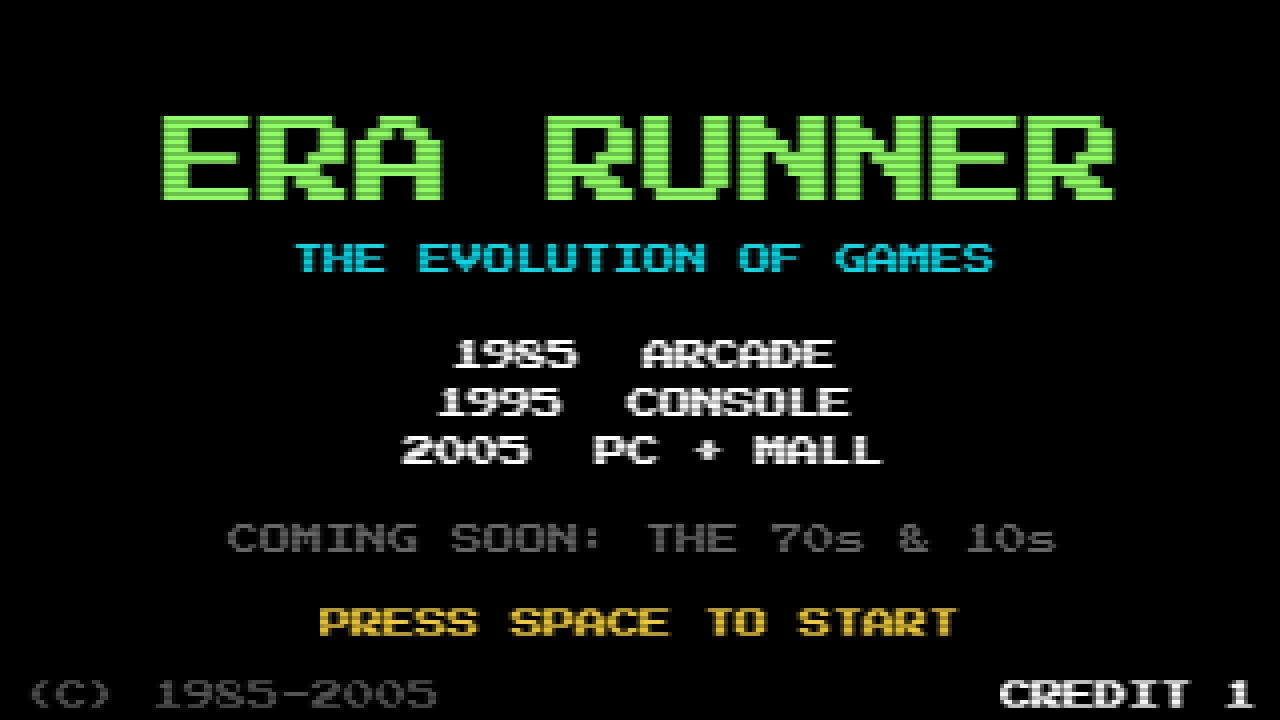 ERA RUNNER
THE EVOLUTION OF GAMES
1985 ARCADE
1995 CONSOLE
2005 PC + MALL
COMING SOON: THE 70s & 10s
PRESS SPACE TO START
(C) 1985-2005 CREDIT 1